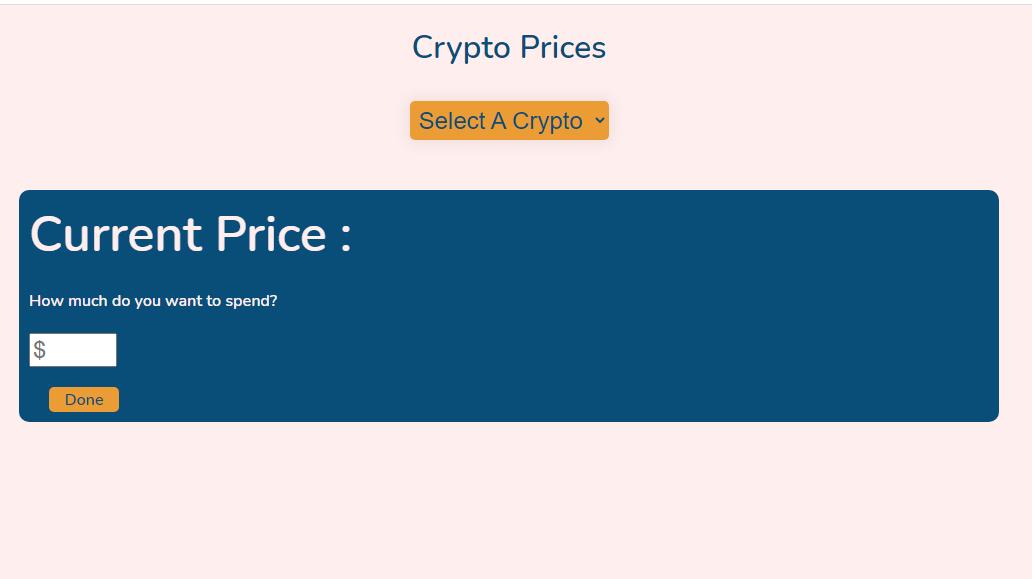 Crypto Prices
Select A Crypto
Current Price :
How much do you want to spend?
$
Done